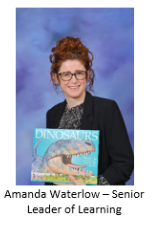 DINOSAURS
Amanda Waterlow – Senior
Leader of Learning